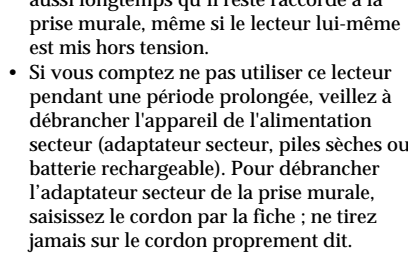 aussi longtemps qu'il reste raccordé à la
prise murale, même si le lecteur lui-même
est mis hors tension.
• Si vous comptez ne pas utiliser ce lecteur
pendant une période prolongée, veillez à
débrancher l'appareil de l'alimentation
secteur (adaptateur secteur, piles sèches ou
batterie rechargeable). Pour débrancher
l’adaptateur secteur de la prise murale,
saisissez le cordon par la fiche ; ne tirez
jamais sur le cordon proprement dit.